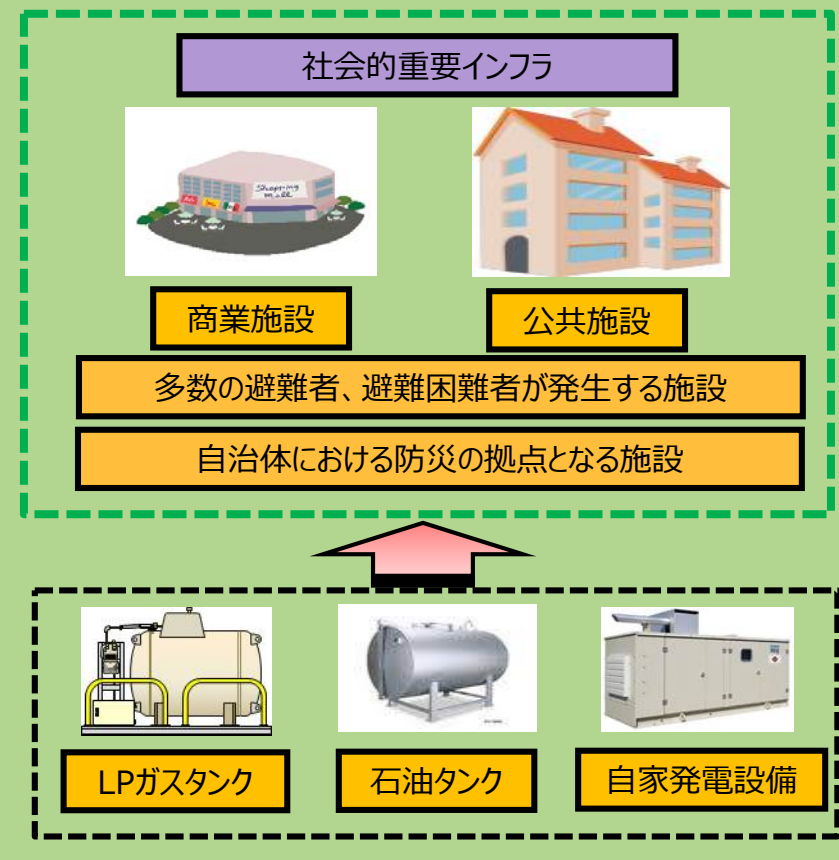 社会的重要インフラ
Shopping
mall
商業施設
公共施設
多数の避難者、避難困難者が発生する施設
自治体における防災の拠点となる施設
LPガスタンク
石油タンク
自家発電設備